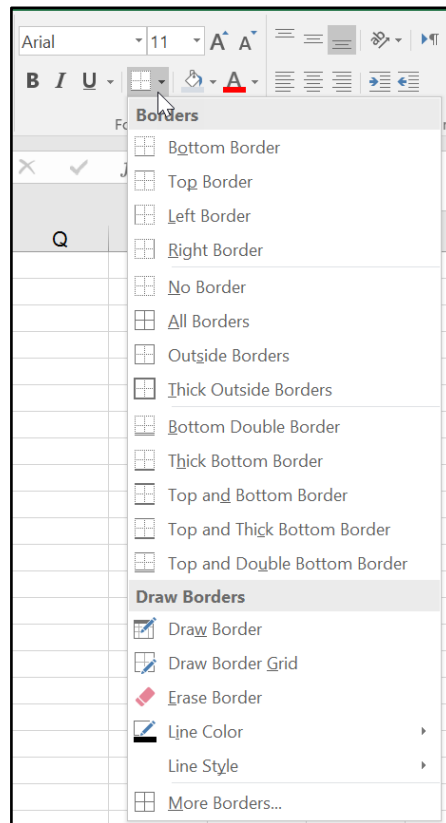 Arial 11 A A
B I U A
Borders
Q
Bottom Border
Top Border
Left Border
Right Border
No Border
All Borders
Outside Borders
Thick Outside Borders
Bottom Double Border
Thick Bottom Border
Top and Bottom Border
Top and Thick Bottom Border
Top and Double Bottom Border
Draw Borders
Draw Border
Draw Border Grid
Erase Border
Line Color
Line Style
More Borders...